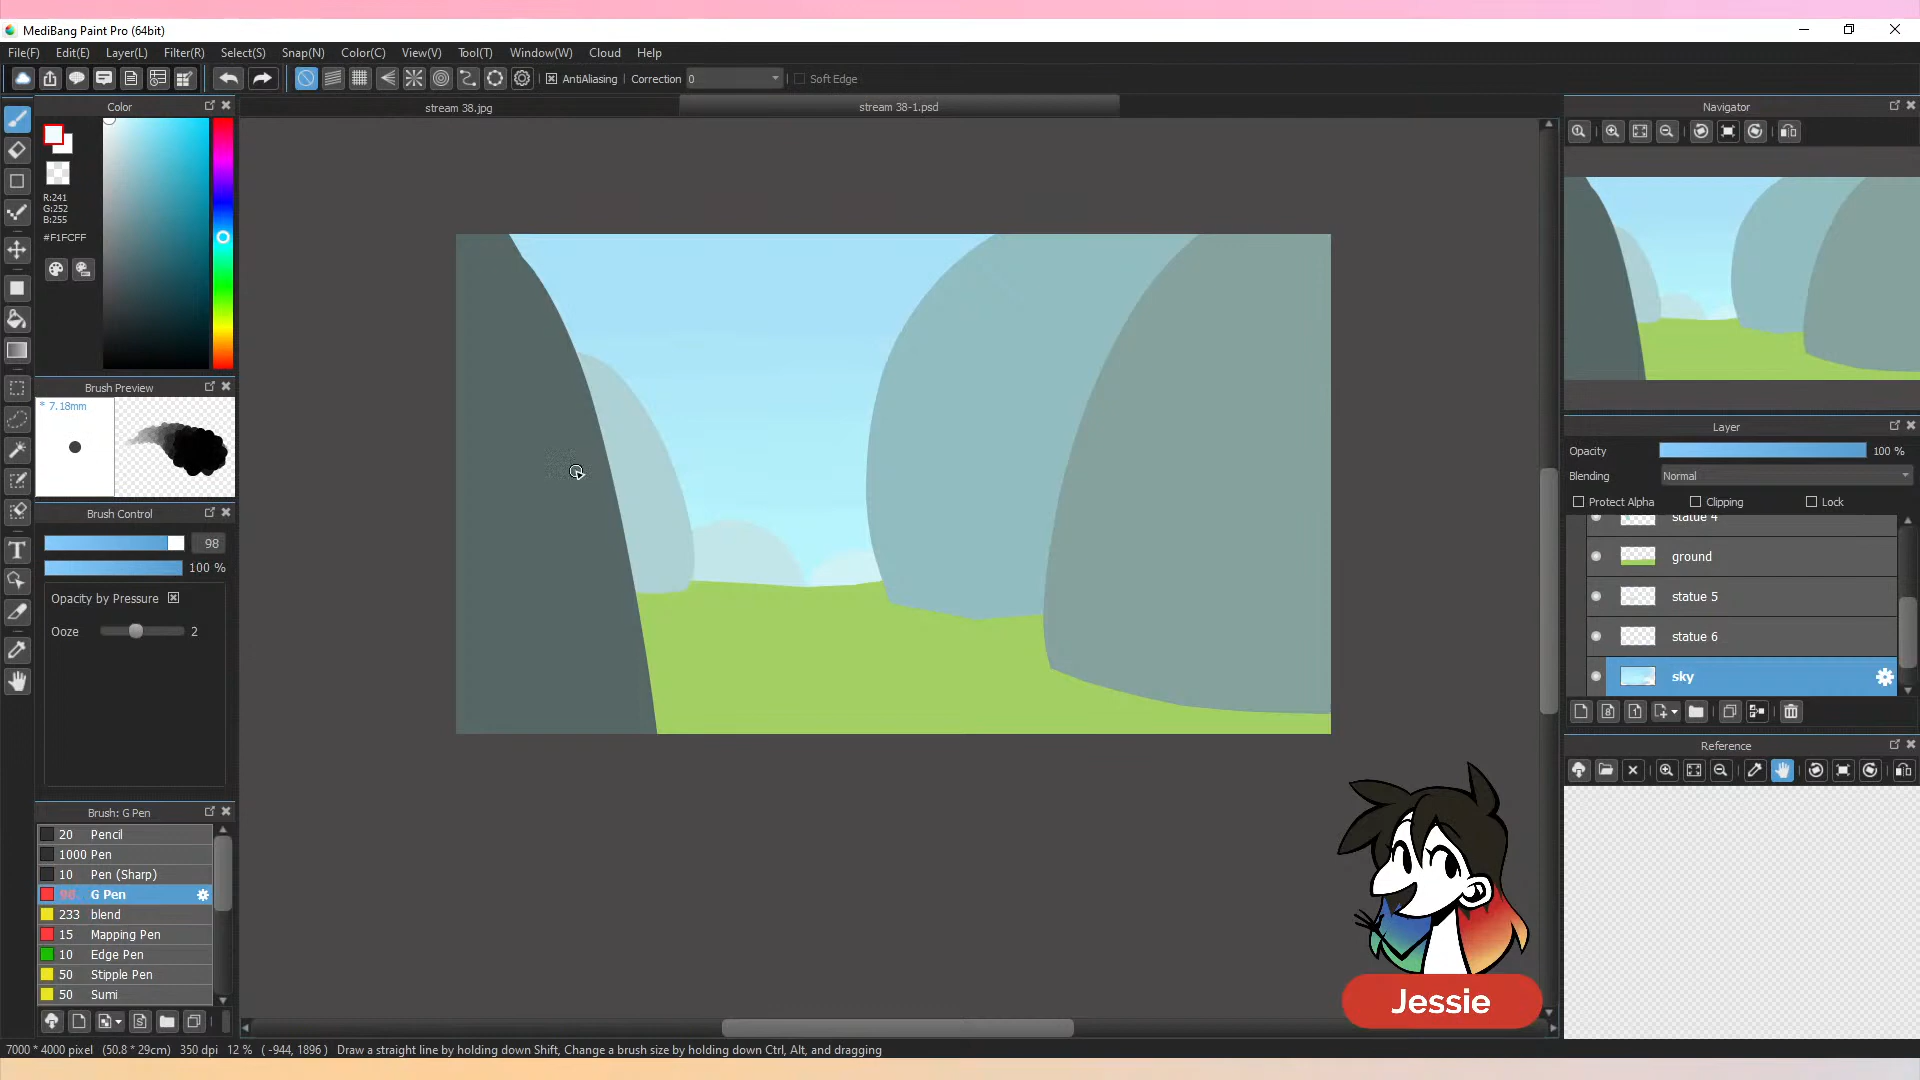 MediBang Paint Pro (64bit)
File(F) Edit(E) Layer(L) Filter(R) Select(S) Snap(N) Color(C) View(V) Tool(T) Window(W) Cloud Help
AntiAliasing Correction 0 Soft Edge
Color
stream 38.jpg
stream 38-1.psd
Navigator
R:241
G:252
B:255
#F1FCFF
Brush Preview
* 7.18mm
Brush Control
98
100 %
Opacity by Pressure
Ooze 2
Brush: G Pen
20 Pencil
1000 Pen
10 Pen (Sharp)
G Pen
233 blend
15 Mapping Pen
10 Edge Pen
50 Stipple Pen
50 Sumi
Layer
Opacity 100 %
Blending Normal
Protect Alpha Clipping Lock
statue 4
ground
statue 5
statue 6
sky
Reference
Jessie
7000 * 4000 pixel (50.8 * 29cm) 350 dpi 12 % ( -944, 1896 ) Draw a straight line by holding down Shift, Change a brush size by holding down Ctrl, Alt, and dragging